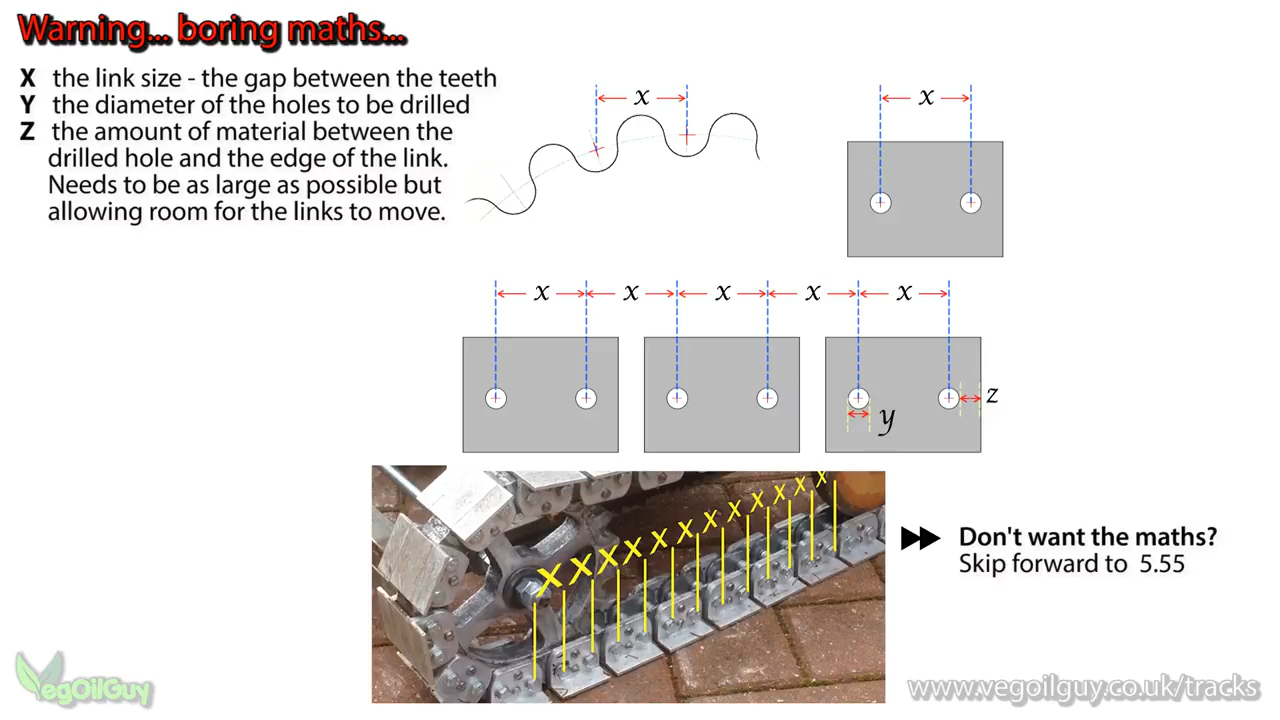 Warning... boring maths...
X the link size - the gap between the teeth
Y the diameter of the holes to be drilled
Z the amount of material between the
drilled hole and the edge of the link.
Needs to be as large as possible but
allowing room for the links to move.
x
x
x x x x x
y
z
X X X X X X X X X X X X
Don't want the maths?
Skip forward to 5.55
VegOilGuy
www.vegoilguy.co.uk/tracks